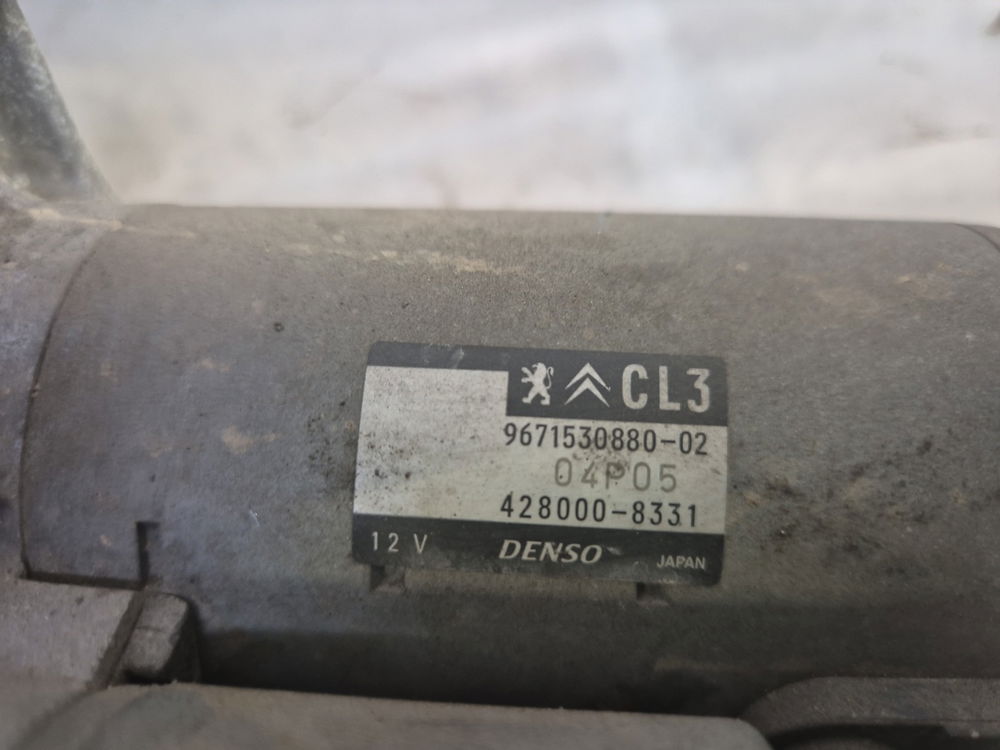 CL3
9671530880-02
04P05
428000-8331
12 V DENSO JAPAN